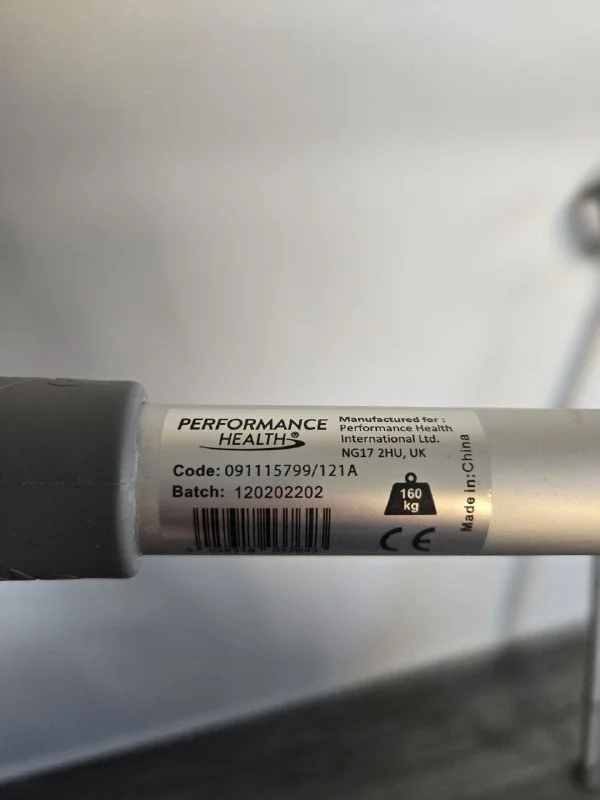 PERFORMANCE
HEALTH®
Manufactured for :
Performance Health
International Ltd.
NG17 2HU, UK
Code: 091115799/121A
Batch: 120202202
160
kg
CE
Made in:China